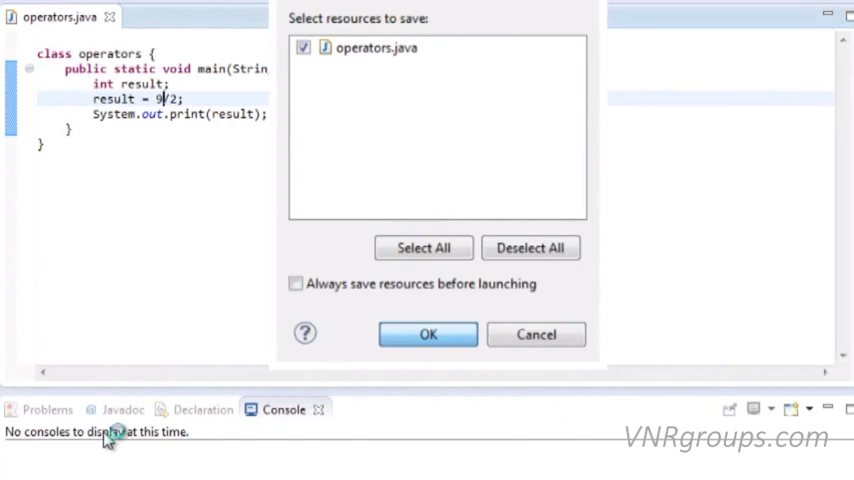 operators.java
Select resources to save:
operators.java
class operators {
public static void main(Strin
int result;
result = 9/2;
System.out.print(result);
}
}
Select All
Deselect All
Always save resources before launching
?
OK
Cancel
Problems
@ Javadoc
Declaration
Console
No consoles to display at this time.
VNRgroups.com